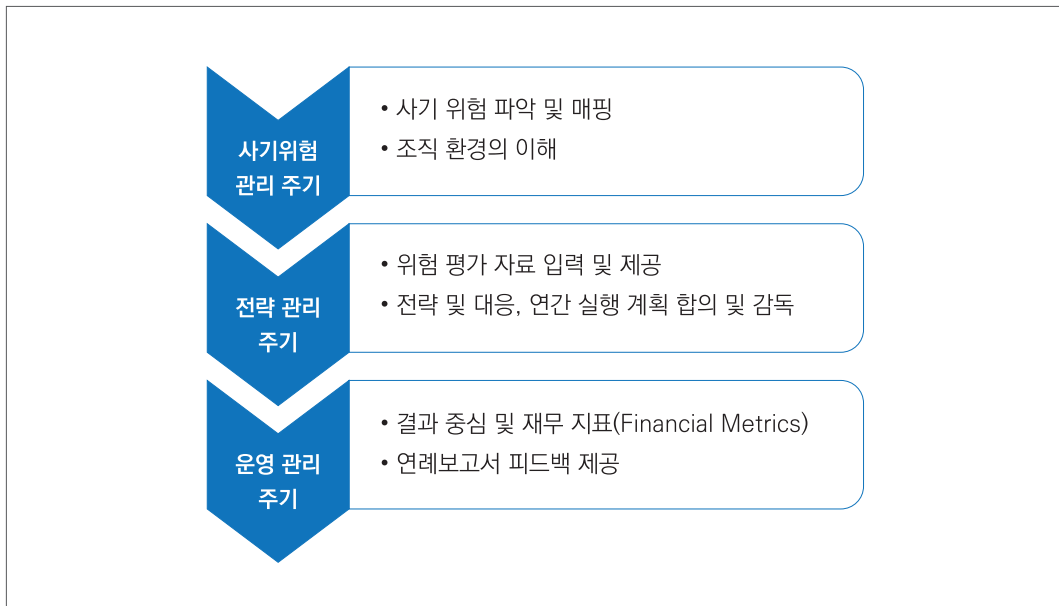 사기위험
관리 주기
• 사기 위험 파악 및 매핑
• 조직 환경의 이해
전략 관리
주기
• 위험 평가 자료 입력 및 제공
• 전략 및 대응, 연간 실행 계획 합의 및 감독
운영 관리
주기
• 결과 중심 및 재무 지표(Financial Metrics)
• 연례보고서 피드백 제공